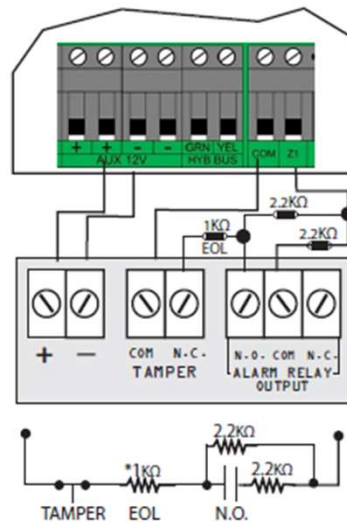 + + - -
AUX 12V
GRN YEL
HYB BUS
COM Z1
2.2KΩ
1KΩ
EOL
2.2KΩ
+ -
COM N.C.
TAMPER
N.O. COM N.C.
ALARM RELAY
OUTPUT
2.2KΩ
*1KΩ
2.2KΩ
TAMPER EOL N.O.